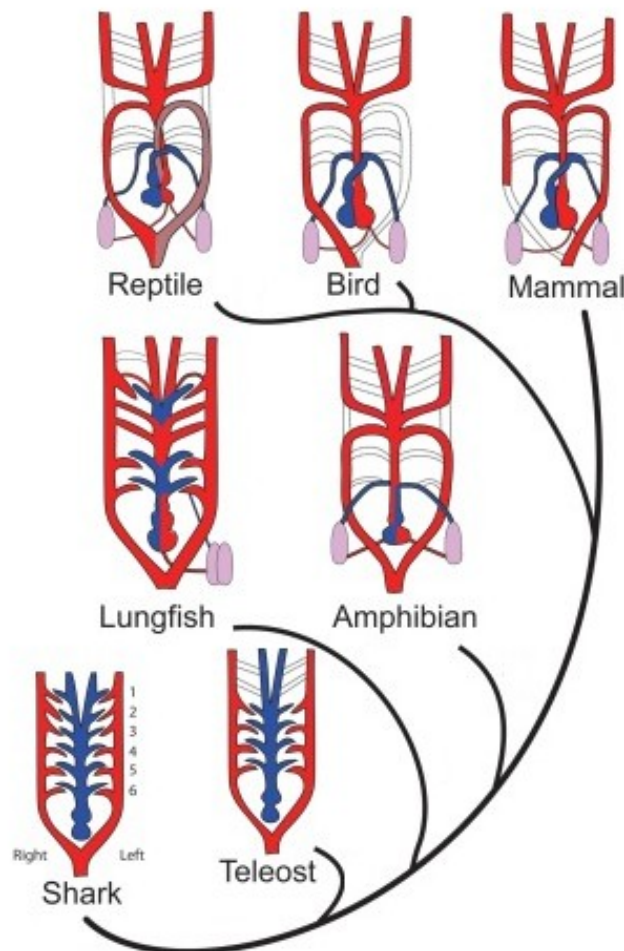 Reptile
Bird
Mammal
Lungfish
Amphibian
1
2
3
4
5
6
Right
Left
Shark
Teleost